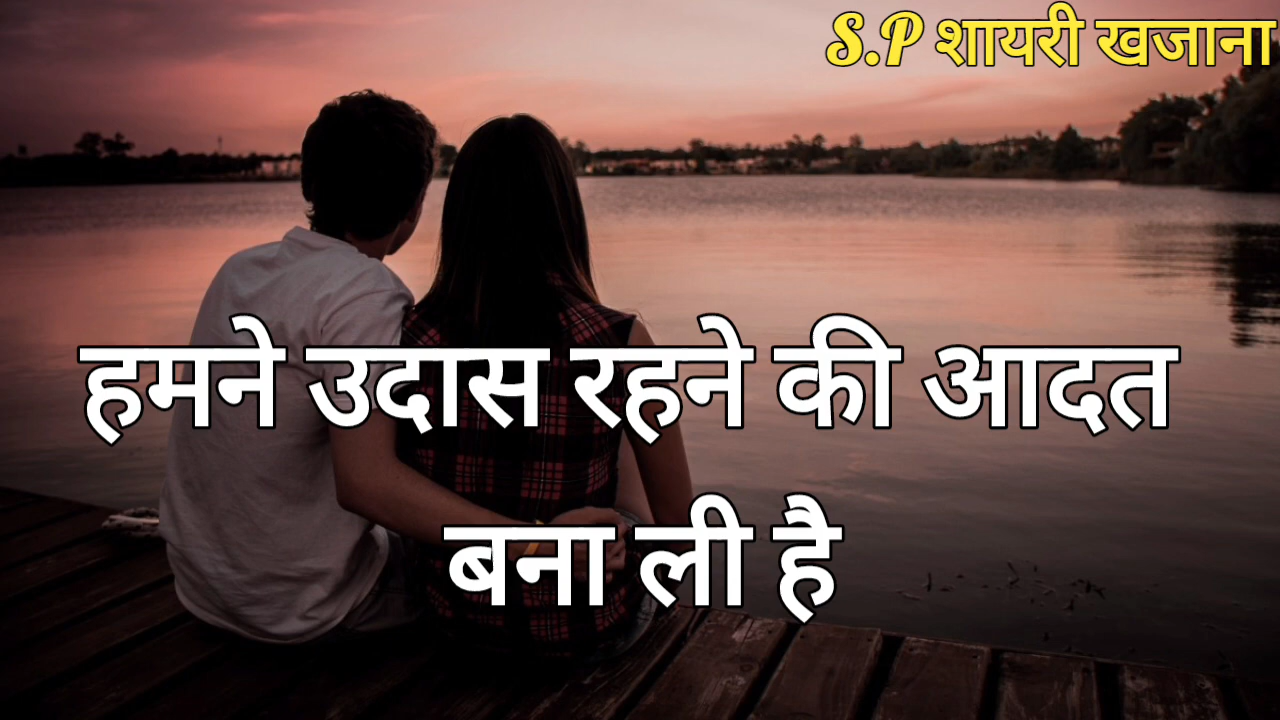 S.P शायरी खजाना
हमने उदास रहने की आदत
बना ली है